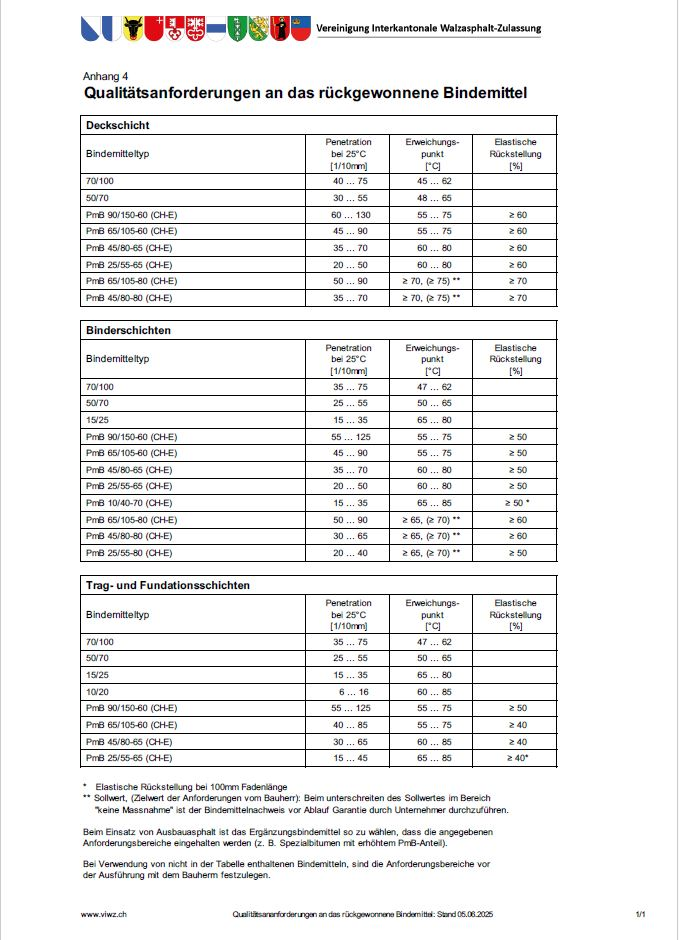 Vereinigung Interkantonale Walzasphalt-Zulassung
Anhang 4
Qualitätsanforderungen an das rückgewonnene Bindemittel
Deckschicht
Bindemitteltyp Penetration bei 25°C [1/10mm] Erweichungs-punkt [°C] Elastische Rückstellung [%]
70/100 40 ... 75 45 ... 62
50/70 30 ... 55 48 ... 65
PmB 90/150-60 (CH-E) 60 ... 130 55 ... 75 ≥ 60
PmB 65/105-60 (CH-E) 45 ... 90 55 ... 75 ≥ 60
PmB 45/80-65 (CH-E) 35 ... 70 60 ... 80 ≥ 60
PmB 25/55-65 (CH-E) 20 ... 50 60 ... 80 ≥ 60
PmB 65/105-80 (CH-E) 50 ... 90 ≥ 70, (≥ 75) ** ≥ 70
PmB 45/80-80 (CH-E) 35 ... 70 ≥ 70, (≥ 75) ** ≥ 70
Binderschichten
Bindemitteltyp Penetration bei 25°C [1/10mm] Erweichungs-punkt [°C] Elastische Rückstellung [%]
70/100 35 ... 75 47 ... 62
50/70 25 ... 55 50 ... 65
15/25 15 ... 35 65 ... 80
PmB 90/150-60 (CH-E) 55 ... 125 55 ... 75 ≥ 50
PmB 65/105-60 (CH-E) 45 ... 90 55 ... 75 ≥ 50
PmB 45/80-65 (CH-E) 35 ... 70 60 ... 80 ≥ 50
PmB 25/55-65 (CH-E) 20 ... 50 60 ... 80 ≥ 50
PmB 10/40-70 (CH-E) 15 ... 35 65 ... 85 ≥ 50 *
PmB 65/105-80 (CH-E) 50 ... 90 ≥ 65, (≥ 70) ** ≥ 60
PmB 45/80-80 (CH-E) 30 ... 65 ≥ 65, (≥ 70) ** ≥ 60
PmB 25/55-80 (CH-E) 20 ... 40 ≥ 65, (≥ 70) ** ≥ 50
Trag- und Fundationsschichten
Bindemitteltyp Penetration bei 25°C [1/10mm] Erweichungs-punkt [°C] Elastische Rückstellung [%]
70/100 35 ... 75 47 ... 62
50/70 25 ... 55 50 ... 65
15/25 15 ... 35 65 ... 80
10/20 6 ... 16 60 ... 85
PmB 90/150-60 (CH-E) 55 ... 125 55 ... 75 ≥ 50
PmB 65/105-60 (CH-E) 40 ... 85 55 ... 75 ≥ 40
PmB 45/80-65 (CH-E) 30 ... 65 60 ... 85 ≥ 40
PmB 25/55-65 (CH-E) 15 ... 45 65 ... 85 ≥ 40*
* Elastische Rückstellung bei 100mm Fadenlänge
** Sollwert, (Zielwert der Anforderungen vom Bauherr): Beim unterschreiten des Sollwertes im Bereich
"keine Massnahme" ist der Bindemittelnachweis vor Ablauf Garantie durch Unternehmer durchzuführen.
Beim Einsatz von Ausbauasphalt ist das Ergänzungsbindemittel so zu wählen, dass die angegebenen
Anforderungsbereiche eingehalten werden (z. B. Spezialbitumen mit erhöhtem PmB-Anteil).
Bei Verwendung von nicht in der Tabelle enthaltenen Bindemitteln, sind die Anforderungsbereiche vor
der Ausführung mit dem Bauherrn festzulegen.
www.viwz.ch Qualitätsananforderungen an das rückgewonnene Bindemittel: Stand 05.06.2025 1/1